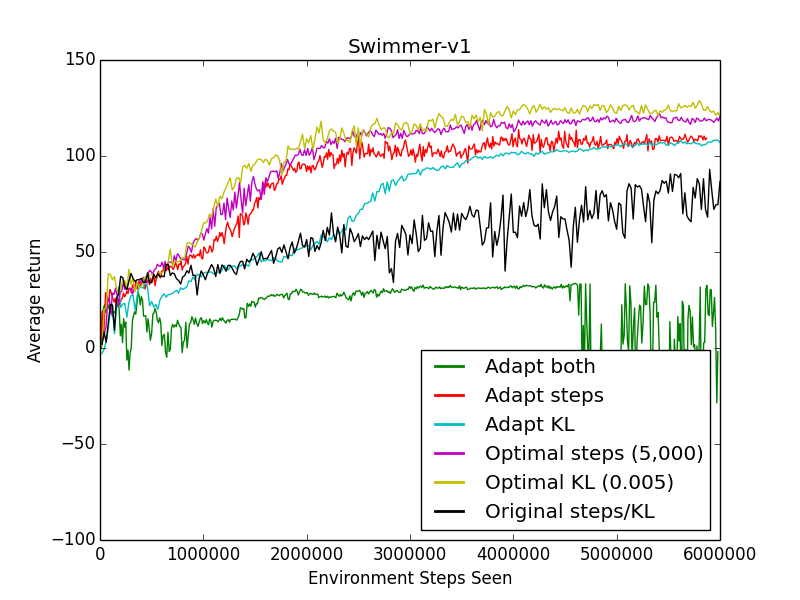 Swimmer-v1
150
100
50
0
−50
−100
Average return
0
1000000
2000000
3000000
4000000
5000000
6000000
Environment Steps Seen
Adapt both
Adapt steps
Adapt KL
Optimal steps (5,000)
Optimal KL (0.005)
Original steps/KL